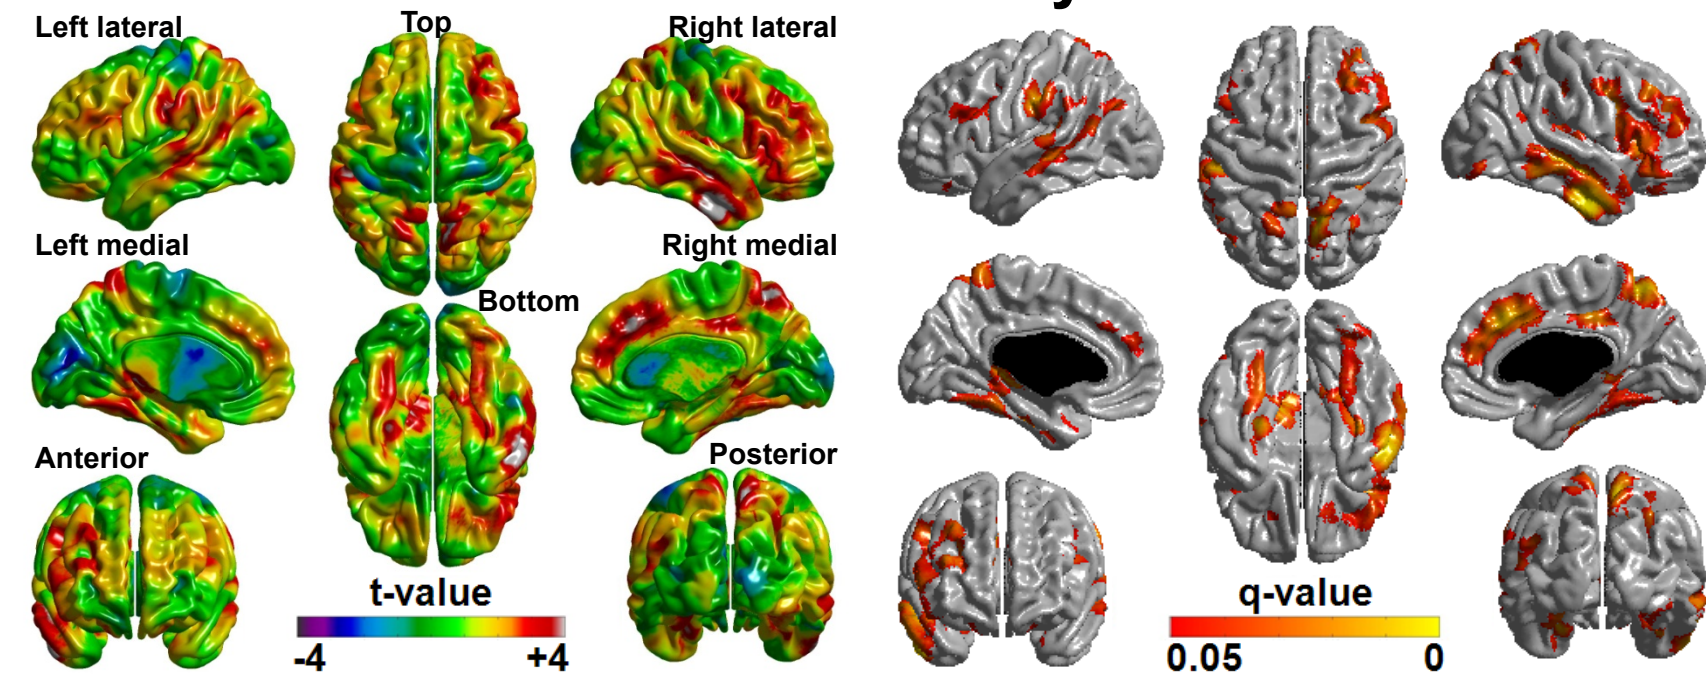 Top
Left lateral
Right lateral
Left medial
Right medial
Bottom
Anterior
Posterior
t-value
-4
+4
q-value
0.05
0